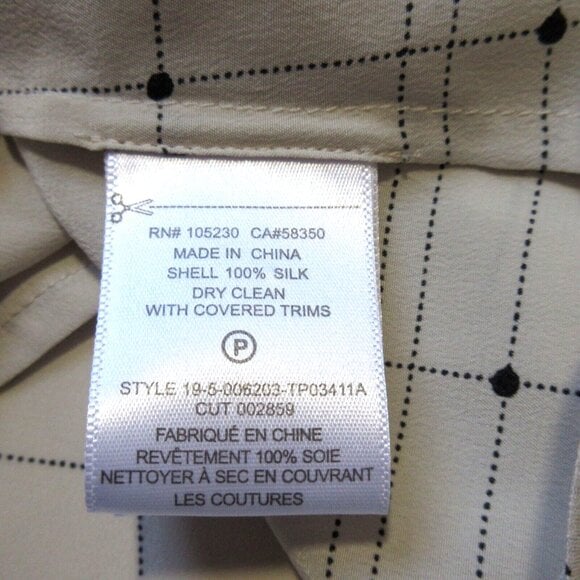 RN# 105230 CA#58350
MADE IN CHINA
SHELL 100% SILK
DRY CLEAN
WITH COVERED TRIMS
P
STYLE 19-5-006203-TP03411A
CUT 002859
FABRIQUÉ EN CHINE
REVÊTEMENT 100% SOIE
NETTOYER À SEC EN COUVRANT
LES COUTURES